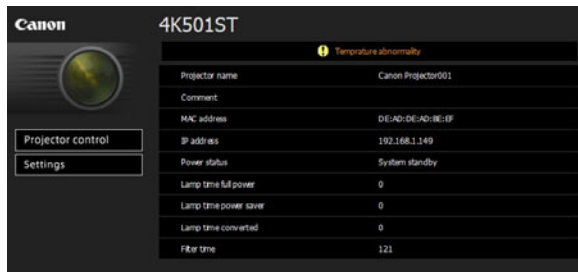 Canon
4K501ST
Temprature abnormality
Projector name Canon Projector001
Comment
MAC address DE:AD:DE:AD:BE:EF
IP address 192.168.1.149
Power status System standby
Lamp time full power 0
Lamp time power saver 0
Lamp time converted 0
Filter time 121
Projector control
Settings